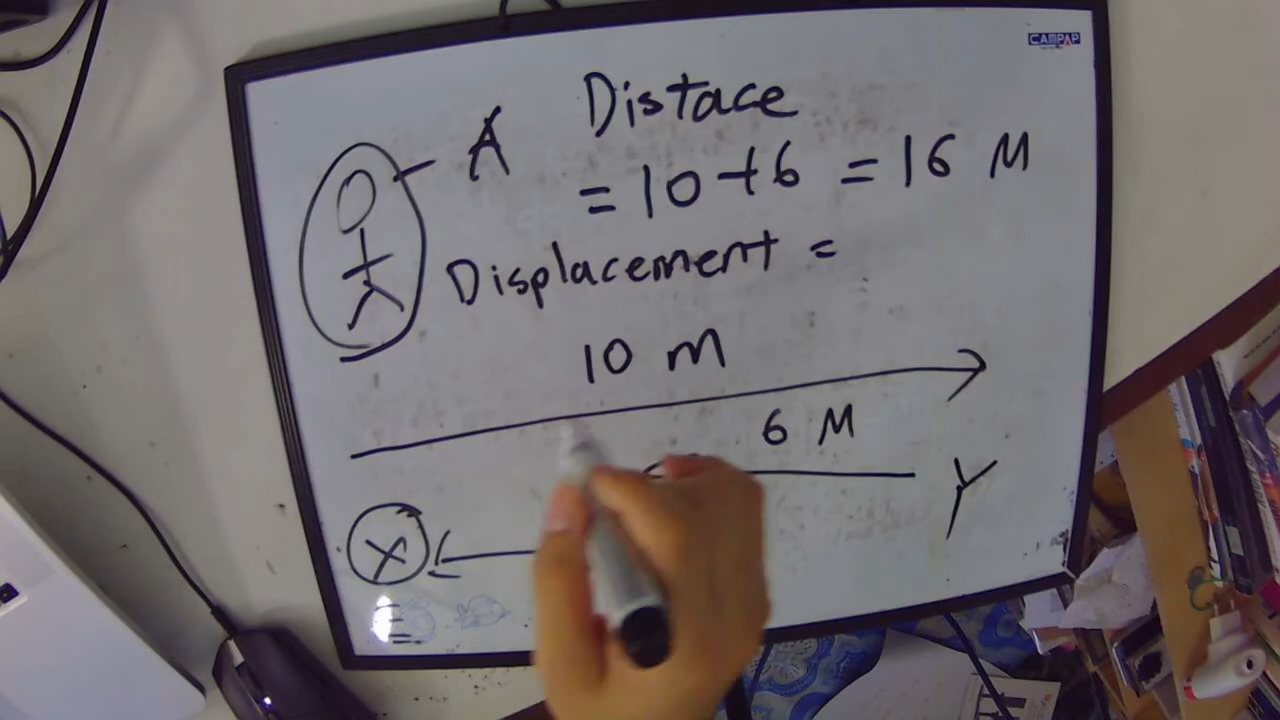 CAMPAP
A
Distace
= 10 + 6 = 16 M
Displacement =
10 m
6 M
Y
X